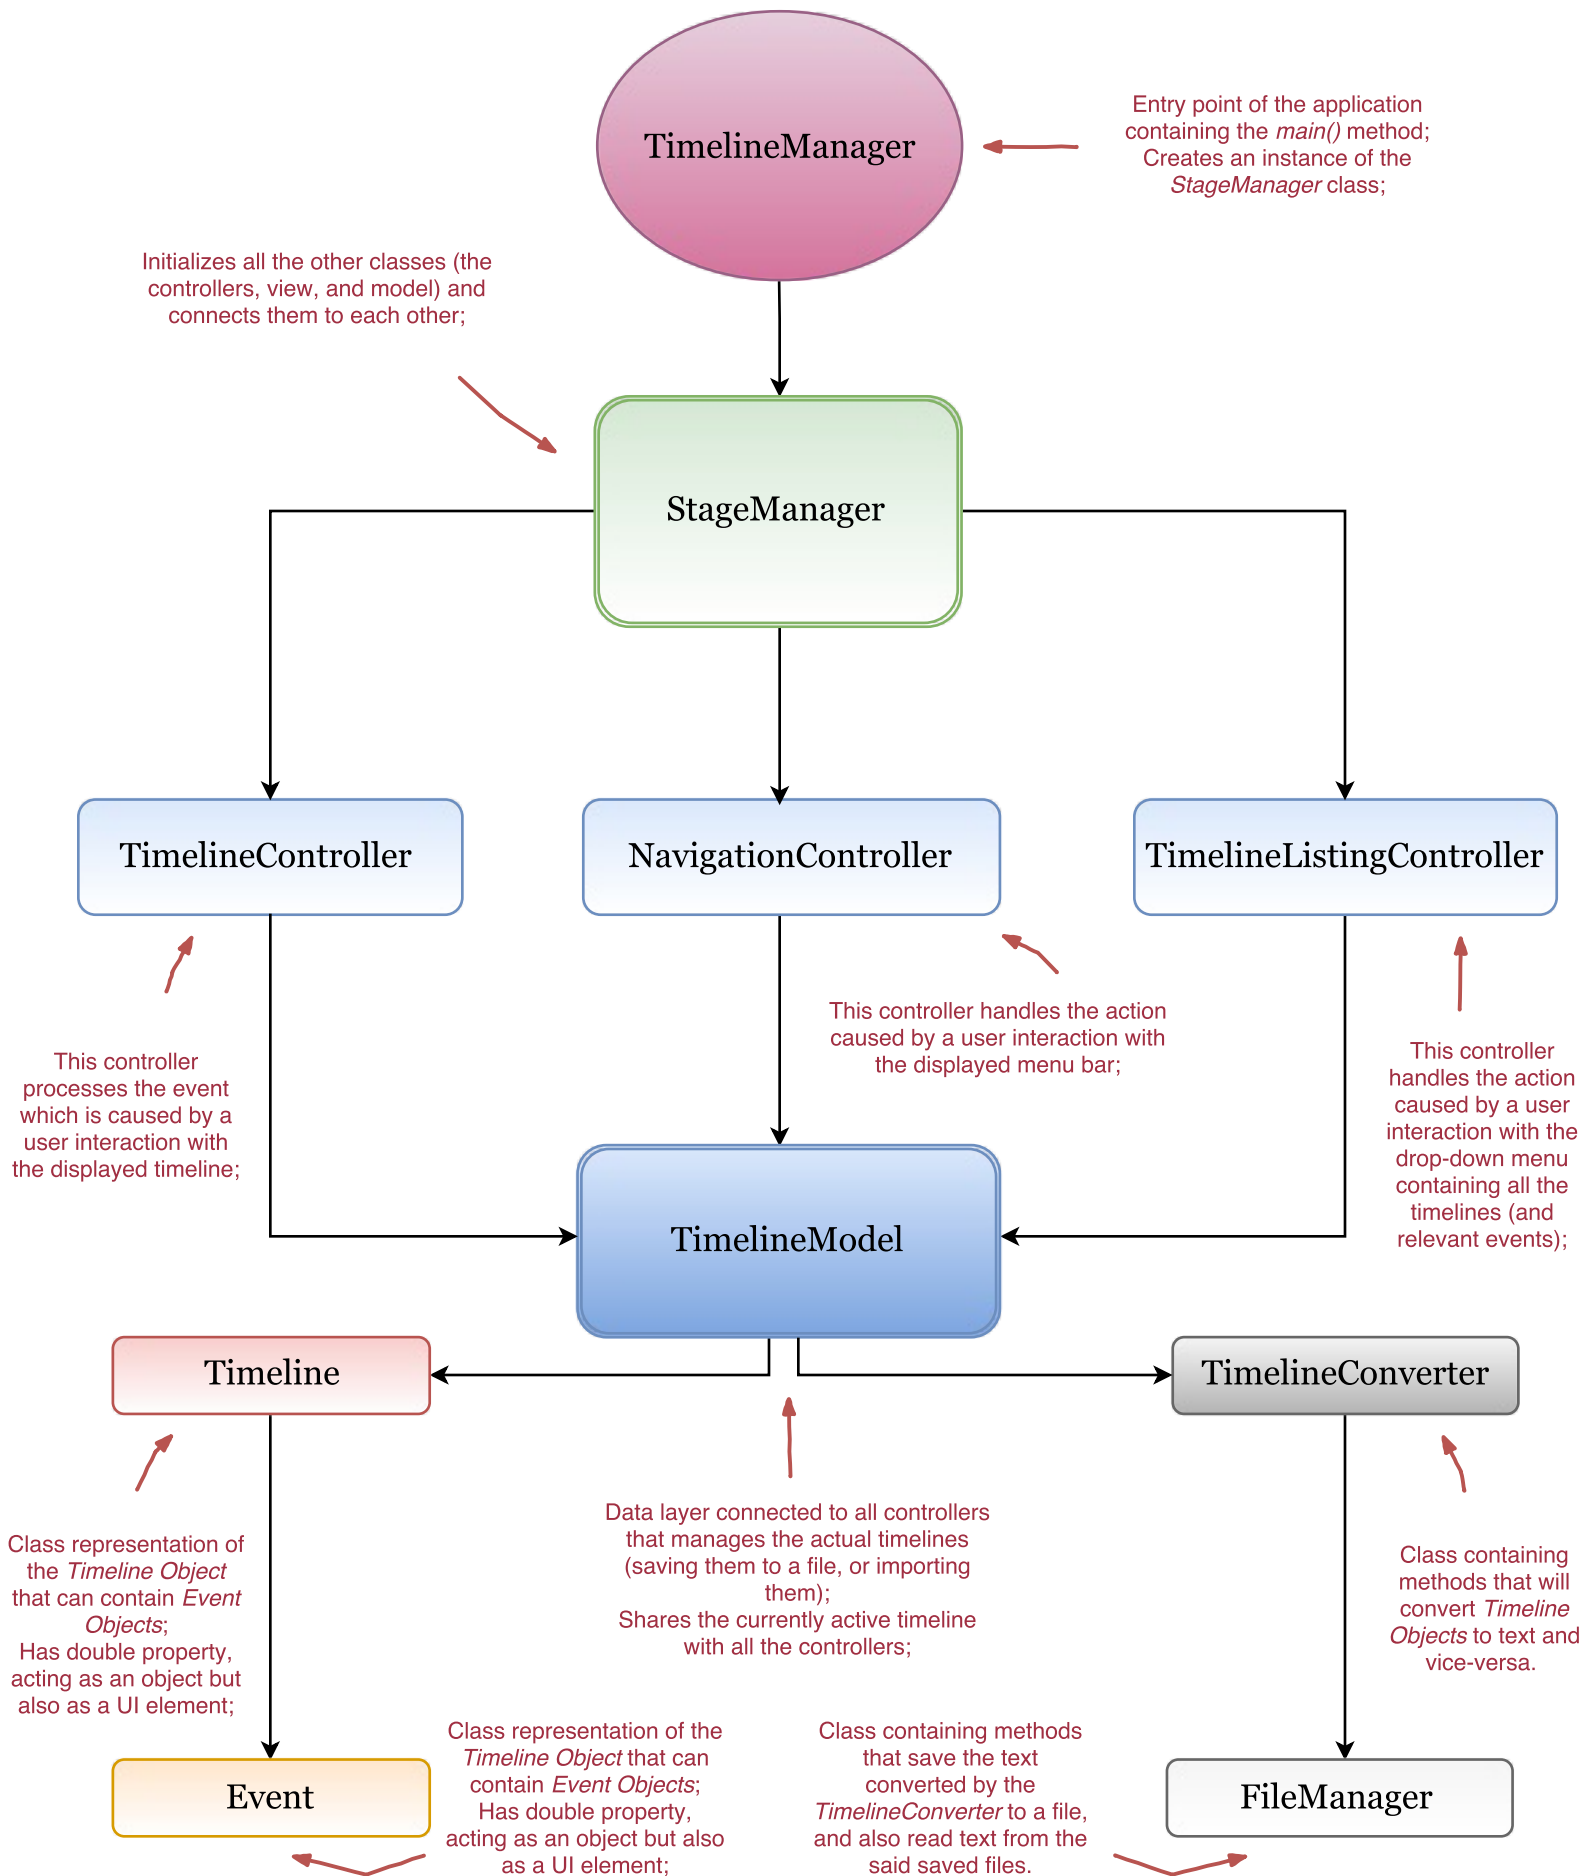 TimelineManager
Entry point of the application
containing the main() method;
Creates an instance of the
StageManager class;
Initializes all the other classes (the
controllers, view, and model) and
connects them to each other;
StageManager
TimelineController
NavigationController
TimelineListingController
This controller
processes the event
which is caused by a
user interaction with
the displayed timeline;
This controller handles the action
caused by a user interaction with
the displayed menu bar;
This controller
handles the action
caused by a user
interaction with the
drop-down menu
containing all the
timelines (and
relevant events);
TimelineModel
Timeline
TimelineConverter
Class representation of
the Timeline Object
that can contain Event
Objects;
Has double property,
acting as an object but
also as a UI element;
Data layer connected to all controllers
that manages the actual timelines
(saving them to a file, or importing
them);
Shares the currently active timeline
with all the controllers;
Class containing
methods that will
convert Timeline
Objects to text and
vice-versa.
Event
Class representation of the
Timeline Object that can
contain Event Objects;
Has double property,
acting as an object but also
as a UI element;
Class containing methods
that save the text
converted by the
TimelineConverter to a file,
and also read text from the
said saved files.
FileManager